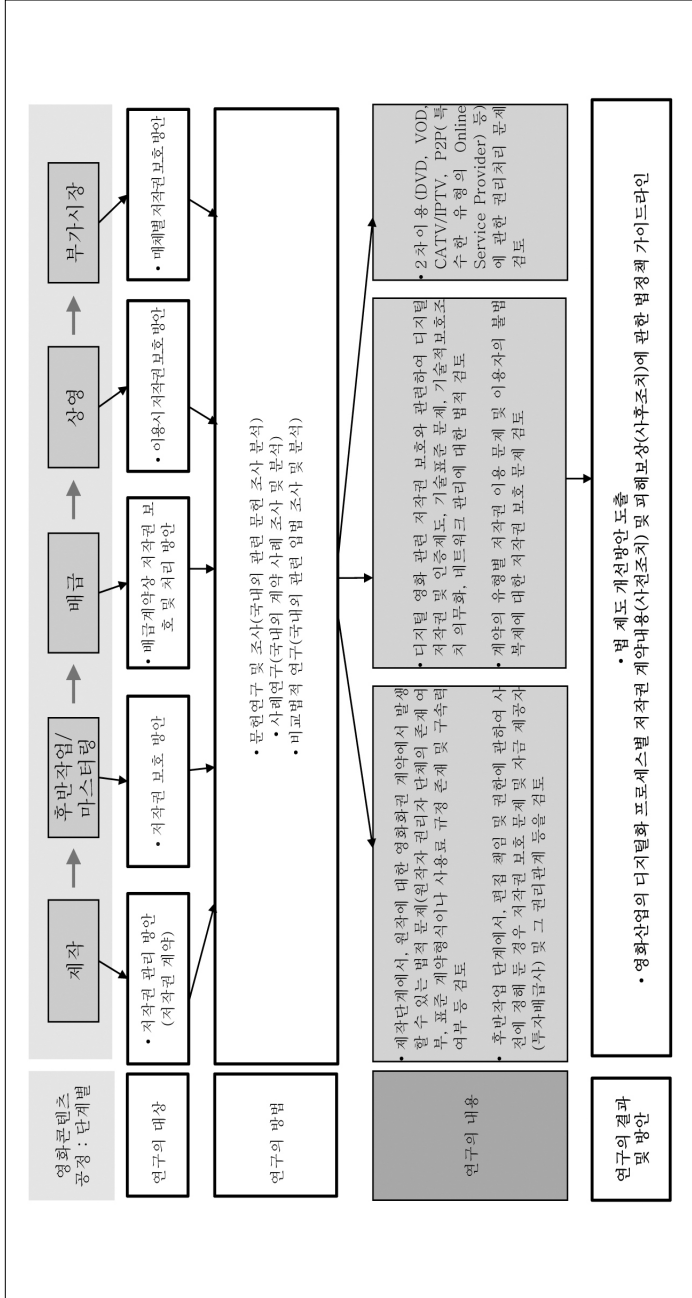 영화콘텐츠
공정 : 단계별
제작
후반작업/
마스터링
배급
상영
부가시장
연구의 대상
• 저작권 관리 방안
(저작권 계약)
• 저작권 보호 방안
• 배급계약상 저작권 보
호 및 처리 방안
• 이용시 저작권 보호 방안
• 매체별 저작권 보호 방안
연구의 방법
• 문헌연구 및 조사(국내외 관련 문헌 조사 분석)
• 사례연구(국내외 계약 사례 조사 및 분석)
• 비교법적 연구(국내외 관련 입법 조사 및 분석)
연구의 내용
• 제작단계에서, 원작에 대한 영화화권 계약에서 발생
할 수 있는 법적 문제(원작자 권리자 단체의 존재 여
부, 표준 계약형식이나 사용료 규정 존재 및 구속력
여부 등 검토
• 후반작업 단계에서, 편집 책임 및 권한에 관하여 사
전에 정해 둔 경우 저작권 보호 문제 및 자금 제공자
(투자배급사) 및 그 권리관계 등을 검토
• 디지털 영화 관련 저작권 보호와 관련하여 디지털
저작권 및 인증제도, 기술표준 문제, 기술적보호조
치 의무화, 네트워크 관리에 대한 법적 검토
• 계약의 유형별 저작권 이용 문제 및 이용자의 불법
복제에 대한 저작권 보호 문제 검토
• 2차이용(DVD, VOD,
CATV/IPTV, P2P(특
수한 유형의 Online
Service Provider) 등)
에 관한 권리처리 문제
검토
연구의 결과
및 방안
• 법 제도 개선방안 도출
• 영화산업의 디지털화 프로세스별 저작권 계약내용(사전조치) 및 피해보상(사후조치)에 관한 법정책 가이드라인